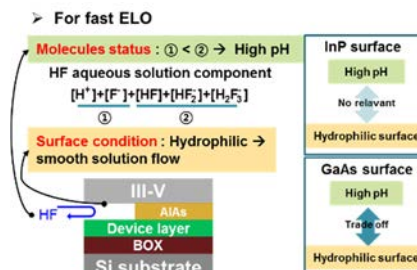 ➢ For fast ELO
Molecules status : ① < ② → High pH
HF aqueous solution component
[H⁺]+[F⁻]+[HF]+[HF₂⁻]+[H₂F₃⁻]
① ②
Surface condition : Hydrophilic →
smooth solution flow
III-V
HF
AlAs
Device layer
BOX
Si substrate
InP surface
High pH
No relavant
Hydrophilic surface
GaAs surface
High pH
Trade off
Hydrophilic surface